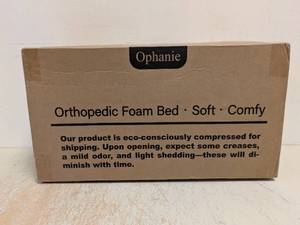 Ophanie
Orthopedic Foam Bed · Soft · Comfy
Our product is eco-consciously compressed for
shipping. Upon opening, expect some creases,
a mild odor, and light shedding—these will di-
minish with time.